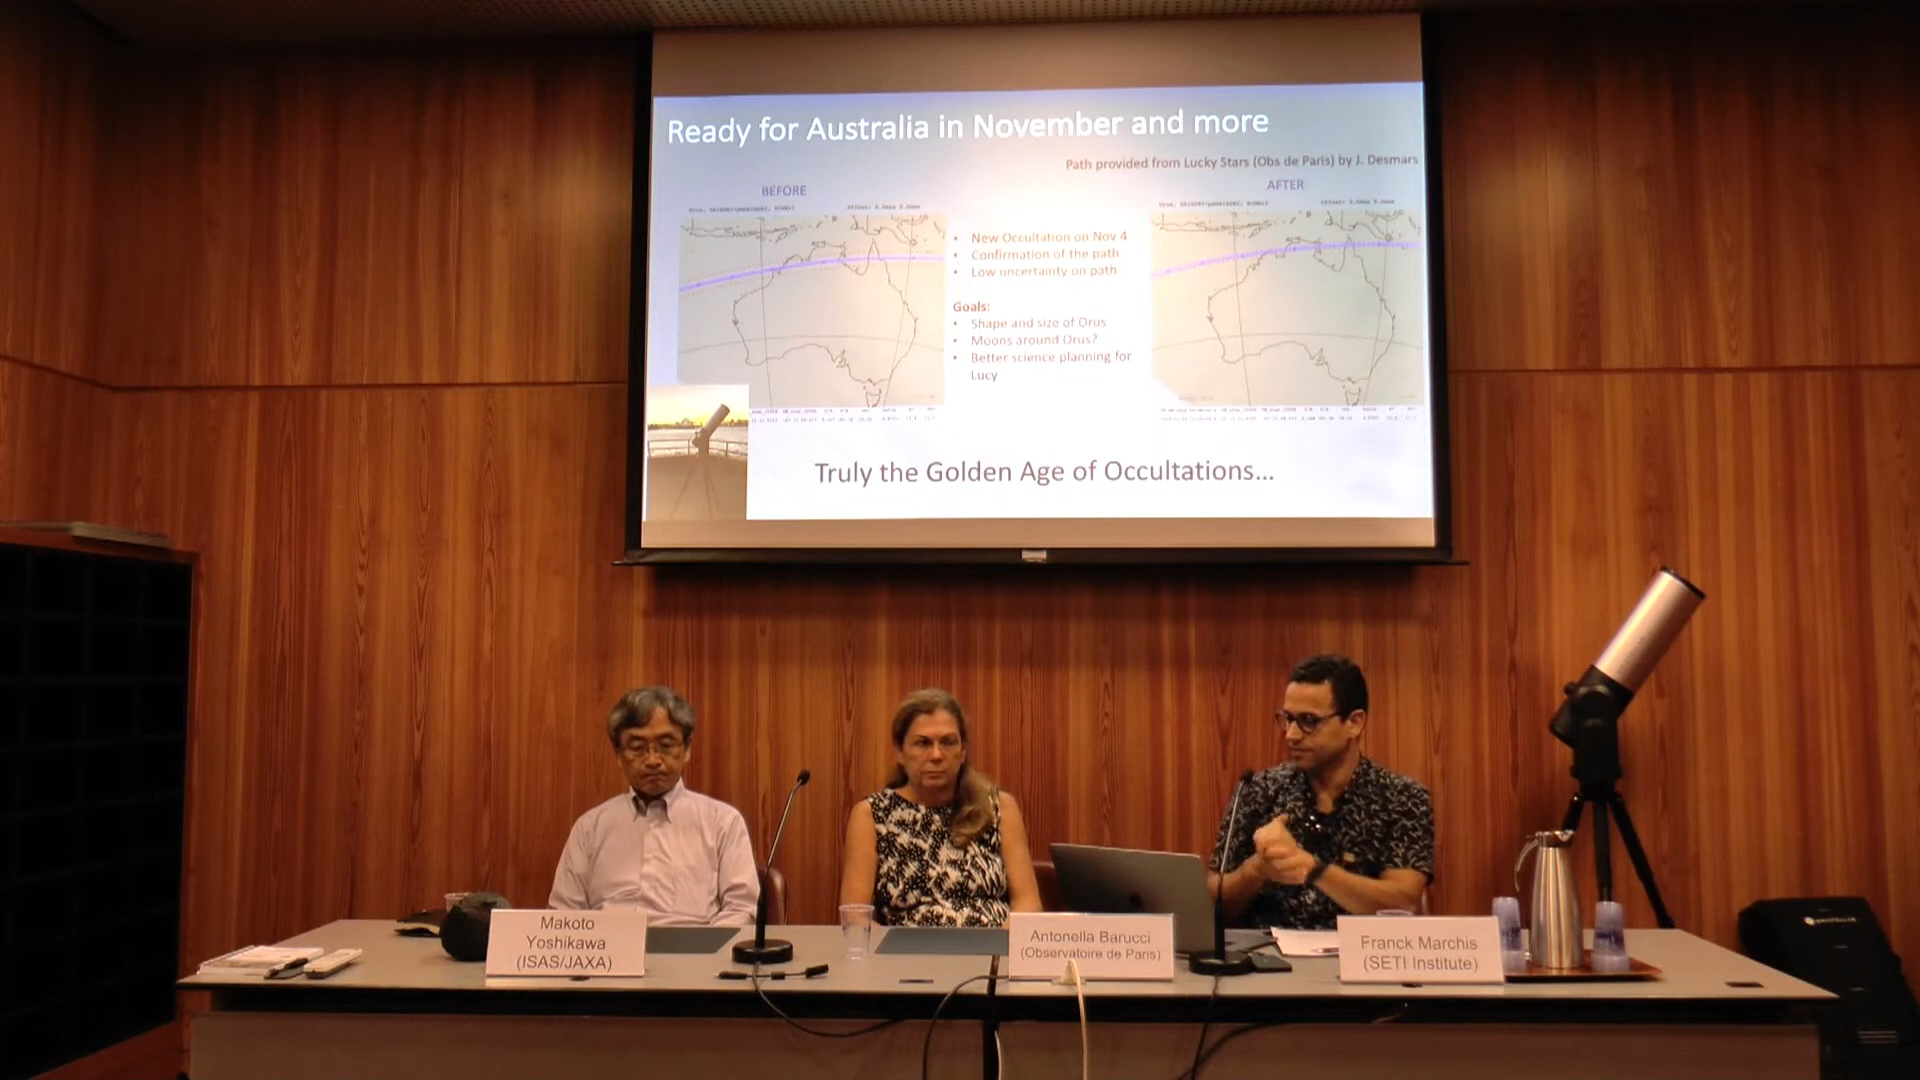 Ready for Australia in November and more
Path provided from Lucky Stars (Obs de Paris) by J. Desmars
BEFORE
AFTER
• New Occultation on Nov 4
• Confirmation of the path
• Low uncertainty on path
Goals:
• Shape and size of Orus
• Moons around Orus?
• Better science planning for
Lucy
Truly the Golden Age of Occultations...
Makoto
Yoshikawa
(ISAS/JAXA)
Antonella Barucci
(Observatoire de Paris)
Franck Marchis
(SETI Institute)